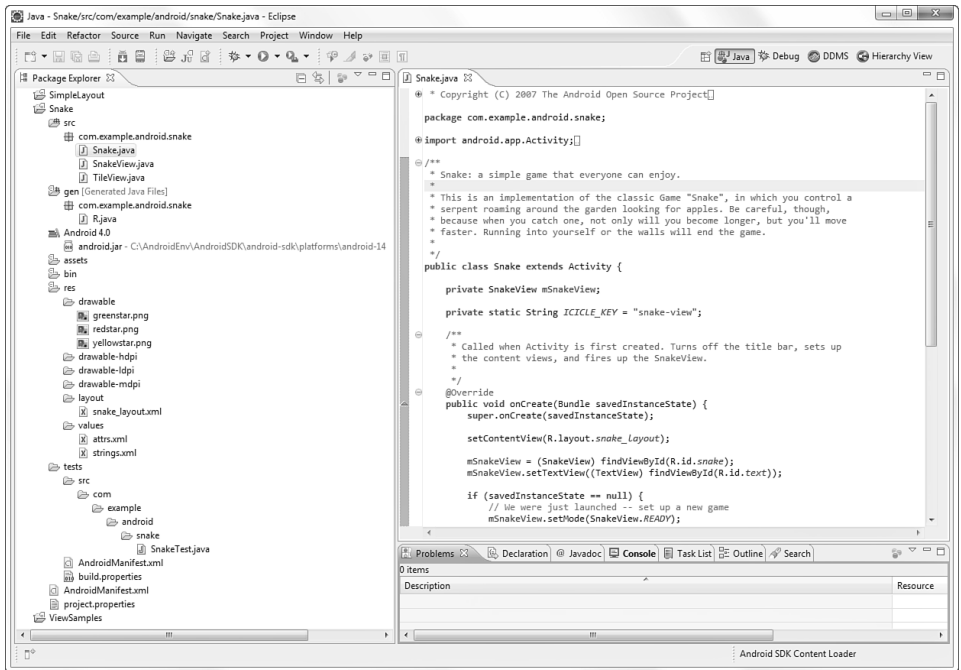 Java - Snake/src/com/example/android/snake/Snake.java - Eclipse
File Edit Refactor Source Run Navigate Search Project Window Help
Java Debug DDMS Hierarchy View
Package Explorer
SimpleLayout
Snake
src
com.example.android.snake
Snake.java
SnakeView.java
TileView.java
gen [Generated Java Files]
com.example.android.snake
R.java
Android 4.0
android.jar - C:\AndroidEnv\AndroidSDK\android-sdk\platforms\android-14
assets
bin
res
drawable
greenstar.png
redstar.png
yellowstar.png
drawable-hdpi
drawable-ldpi
drawable-mdpi
layout
snake_layout.xml
values
attrs.xml
strings.xml
tests
src
com
example
android
snake
SnakeTest.java
AndroidManifest.xml
build.properties
AndroidManifest.xml
project.properties
ViewSamples
Snake.java
* Copyright (C) 2007 The Android Open Source Project
package com.example.android.snake;
import android.app.Activity;
/**
* Snake: a simple game that everyone can enjoy.
*
* This is an implementation of the classic Game "Snake", in which you control a
* serpent roaming around the garden looking for apples. Be careful, though,
* because when you catch one, not only will you become longer, but you'll move
* faster. Running into yourself or the walls will end the game.
*
*/
public class Snake extends Activity {
private SnakeView mSnakeView;
private static String ICICLE_KEY = "snake-view";
/**
* Called when Activity is first created. Turns off the title bar, sets up
* the content views, and fires up the SnakeView.
*
*/
@Override
public void onCreate(Bundle savedInstanceState) {
super.onCreate(savedInstanceState);
setContentView(R.layout.snake_layout);
mSnakeView = (SnakeView) findViewById(R.id.snake);
mSnakeView.setTextView((TextView) findViewById(R.id.text));
if (savedInstanceState == null) {
// We were just launched -- set up a new game
mSnakeView.setMode(SnakeView.READY);
Problems Declaration @ Javadoc Console Task List Outline Search
0 items
Description Resource
Android SDK Content Loader